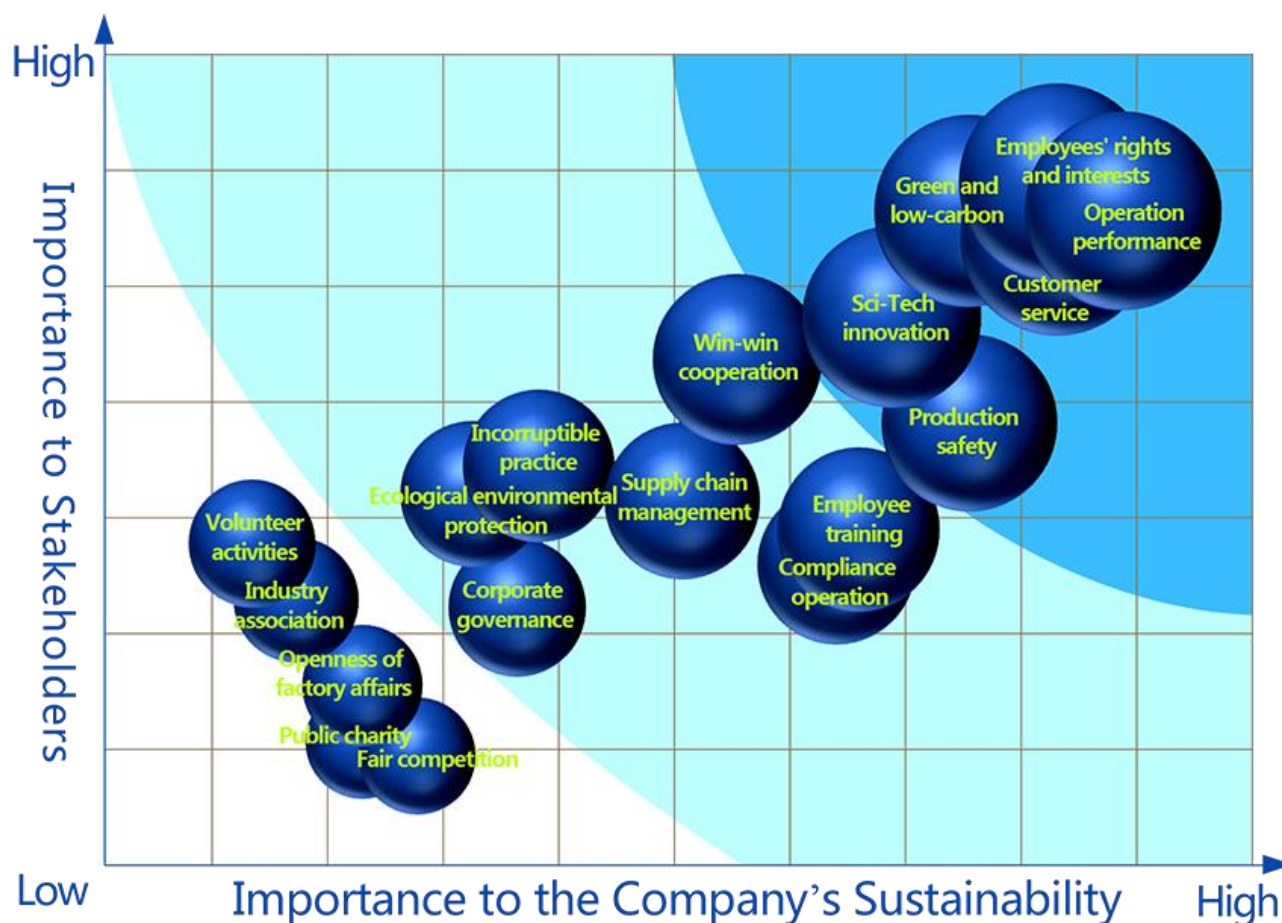 High
Importance to Stakeholders
Employees' rights
and interests
Green and
low-carbon
Operation
performance
Customer
service
Sci-Tech
innovation
Win-win
cooperation
Production
safety
Incorruptible
practice
Ecological environmental
protection
Supply chain
management
Employee
training
Compliance
operation
Volunteer
activities
Industry
association
Corporate
governance
Openness of
factory affairs
Public charity
Fair competition
Low
Importance to the Company’s Sustainability
High